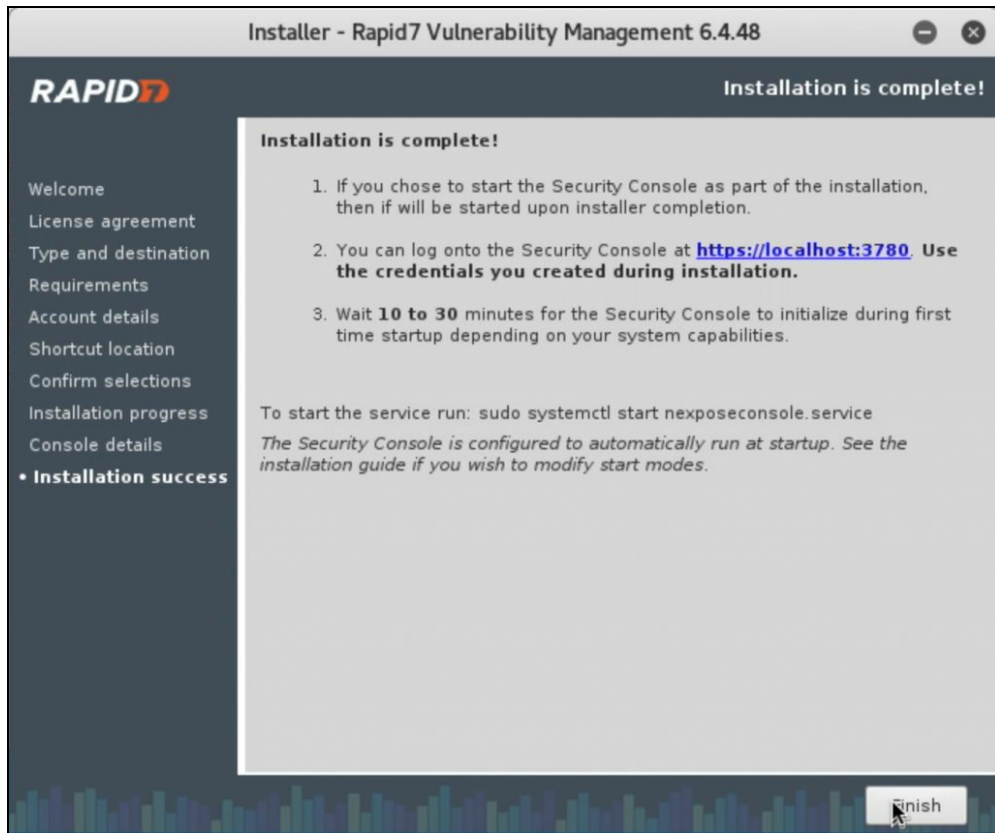 Installer - Rapid7 Vulnerability Management 6.4.48
RAPID7
Installation is complete!
Welcome
License agreement
Type and destination
Requirements
Account details
Shortcut location
Confirm selections
Installation progress
Console details
• Installation success
Installation is complete!
1. If you chose to start the Security Console as part of the installation,
then if will be started upon installer completion.
2. You can log onto the Security Console at https://localhost:3780. Use
the credentials you created during installation.
3. Wait 10 to 30 minutes for the Security Console to initialize during first
time startup depending on your system capabilities.
To start the service run: sudo systemctl start nexposeconsole.service
The Security Console is configured to automatically run at startup. See the
installation guide if you wish to modify start modes.
Finish